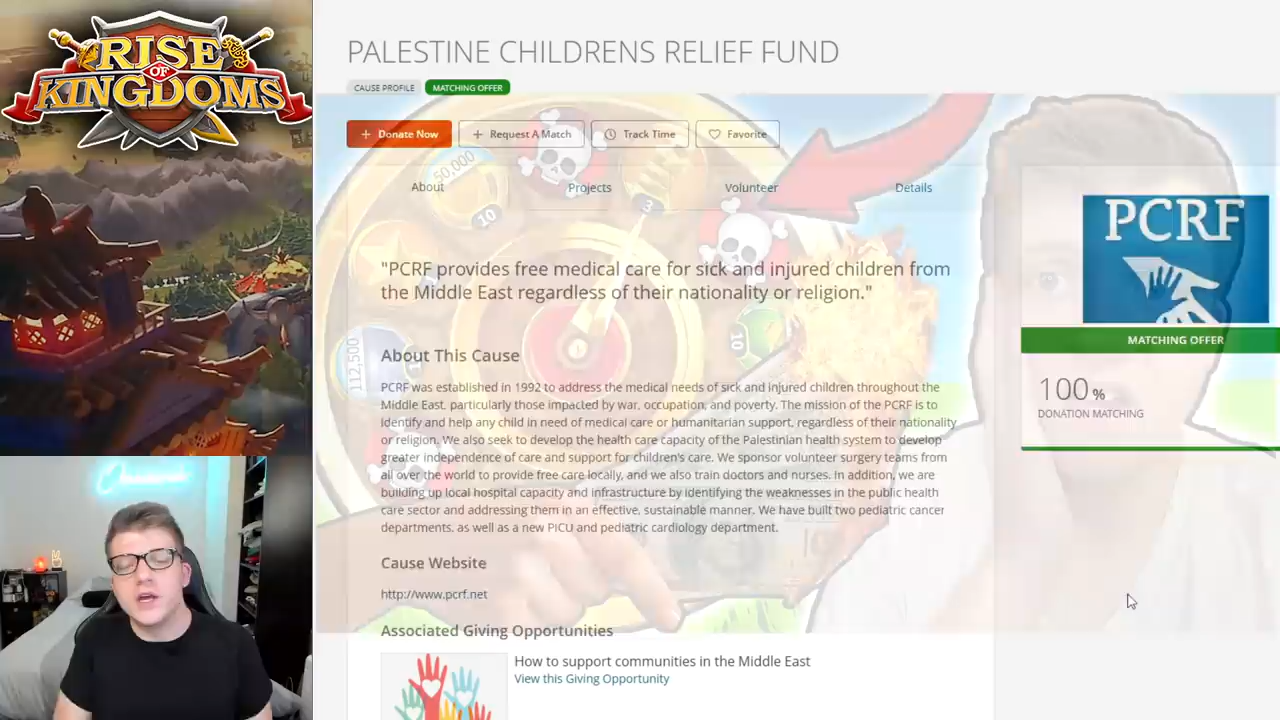 RISE
OF
KINGDOMS
PALESTINE CHILDRENS RELIEF FUND
CAUSE PROFILE
MATCHING OFFER
+ Donate Now
+ Request A Match
Track Time
Favorite
About
Projects
Volunteer
Details
50,000
10
3
10
112,500
"PCRF provides free medical care for sick and injured children from
the Middle East regardless of their nationality or religion."
About This Cause
PCRF was established in 1992 to address the medical needs of sick and injured children throughout the
Middle East, particularly those impacted by war, occupation, and poverty. The mission of the PCRF is to
identify and help any child in need of medical care or humanitarian support, regardless of their nationality
or religion. We also seek to develop the health care capacity of the Palestinian health system to develop
greater independence of care and support for children's care. We sponsor volunteer surgery teams from
all over the world to provide free care locally, and we also train doctors and nurses. In addition, we are
building up local hospital capacity and infrastructure by identifying the weaknesses in the public health
care sector and addressing them in an effective, sustainable manner. We have built two pediatric cancer
departments, as well as a new PICU and pediatric cardiology department.
Cause Website
http://www.pcrf.net
Associated Giving Opportunities
How to support communities in the Middle East
View this Giving Opportunity
PCRF
MATCHING OFFER
100 %
DONATION MATCHING